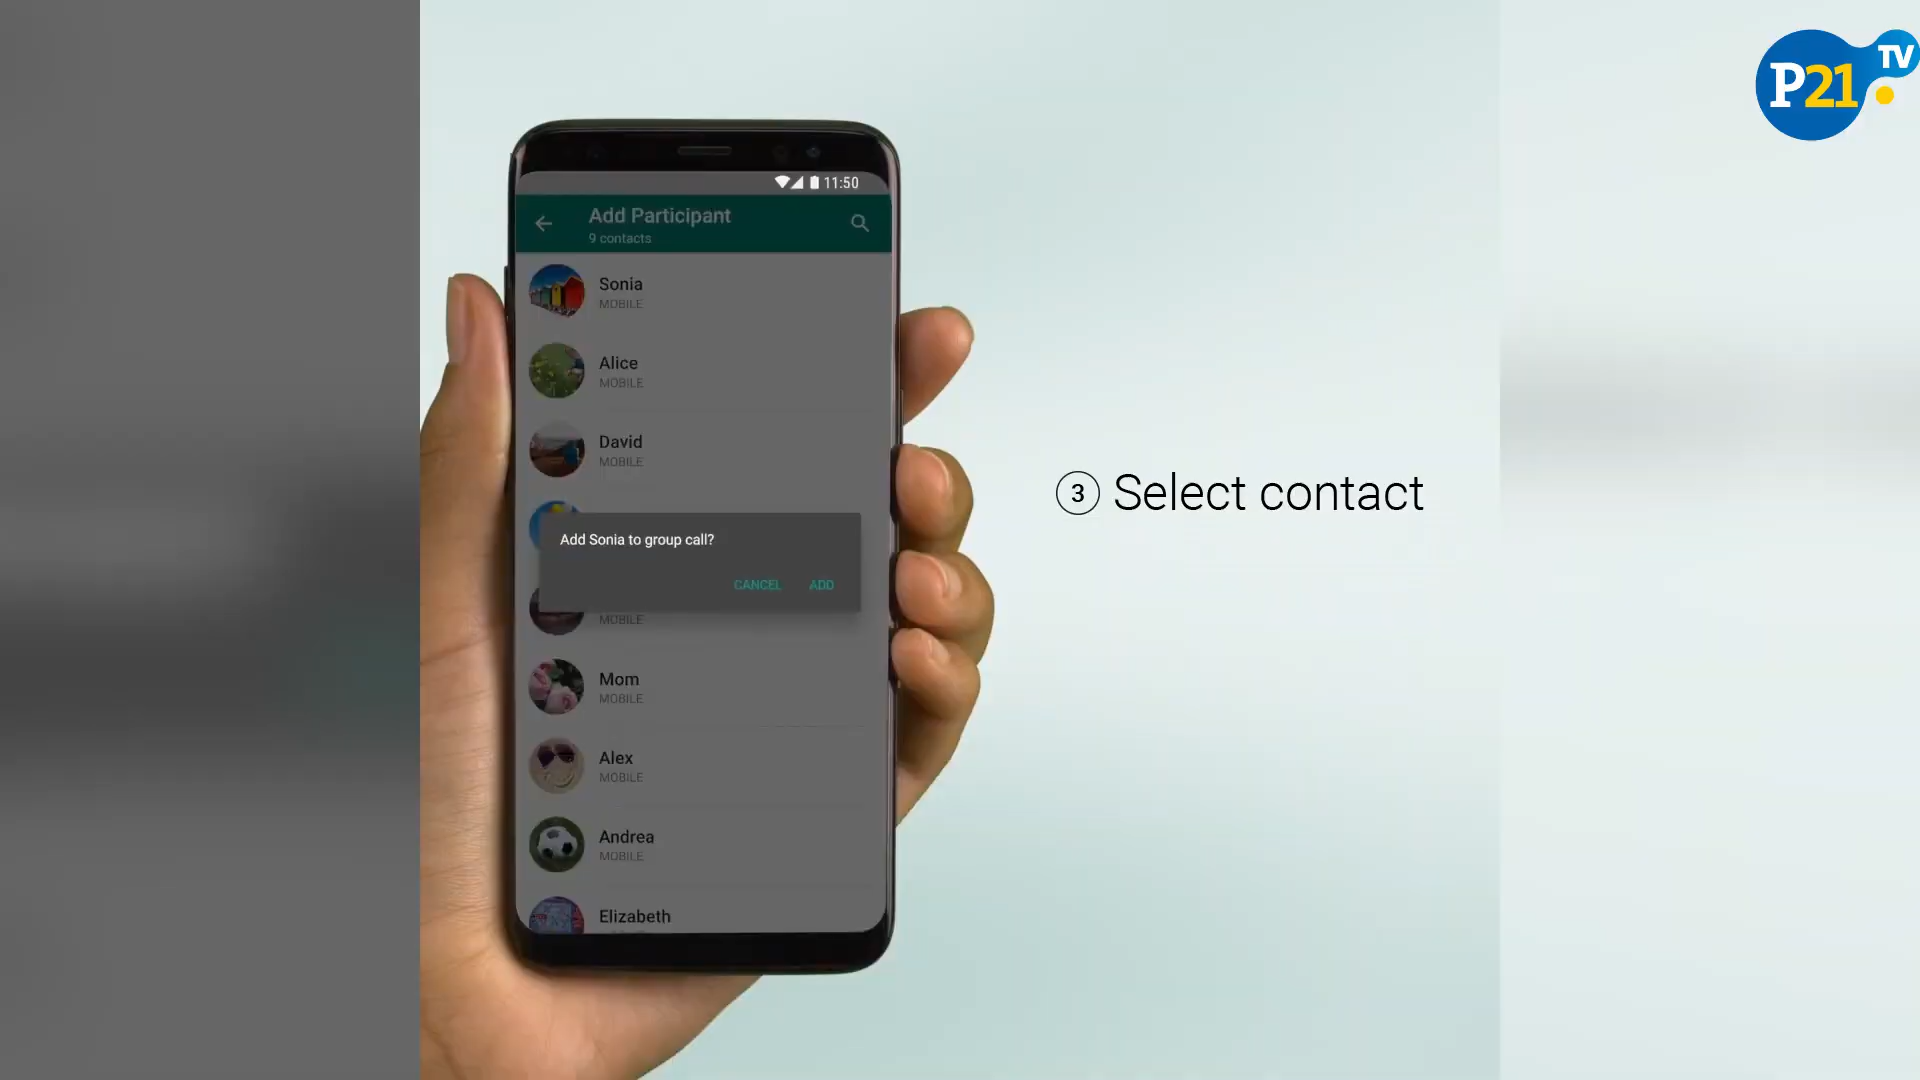 P21 TV
11:50
Add Participant
9 contacts
Sonia
MOBILE
Alice
MOBILE
David
MOBILE
Add Sonia to group call?
CANCEL ADD
MOBILE
Mom
MOBILE
Alex
MOBILE
Andrea
MOBILE
Elizabeth
3 Select contact